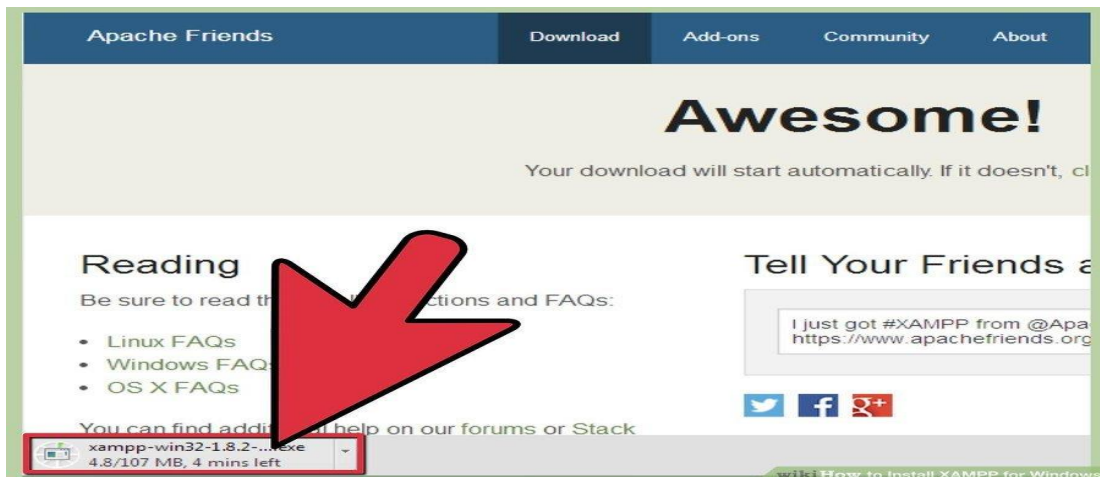 Apache Friends Download Add-ons Community About
Awesome!
Your download will start automatically. If it doesn't, cl
Reading
Be sure to read th ctions and FAQs:
• Linux FAQs
• Windows FAQ
• OS X FAQs
You can find addit help on our forums or Stack
Tell Your Friends a
I just got #XAMPP from @Apa
https://www.apachefriends.org
xampp-win32-1.8.2-....exe
4.8/107 MB, 4 mins left
wikiHow to Install XAMPP for Windows